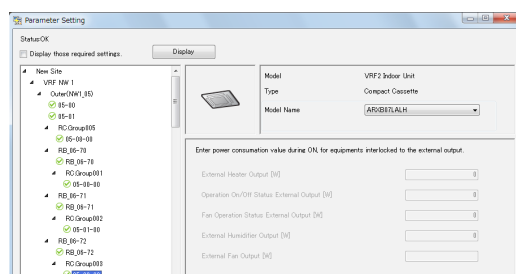 Parameter Setting
Status:OK
Display those required settings.
Display
New Site
VRF NW 1
Outer(NW1_05)
05-00
05-01
RC.Group005
05-08-00
RB_06-70
RB_06-70
RC.Group001
05-00-00
RB_06-71
RB_06-71
RC.Group002
05-01-00
RB_06-72
RB_06-72
RC.Group003
Model
VRF2 Indoor Unit
Type
Compact Cassette
Model Name
ARXB07LALH
Enter power consumation value during ON, for equipments interlocked to the external output.
External Heater Output [W]
0
Operation On/Off Status External Output [W]
0
Fan Operation Status External Output [W]
0
External Humidifier Output [W]
0
External Fan Output [W]
0